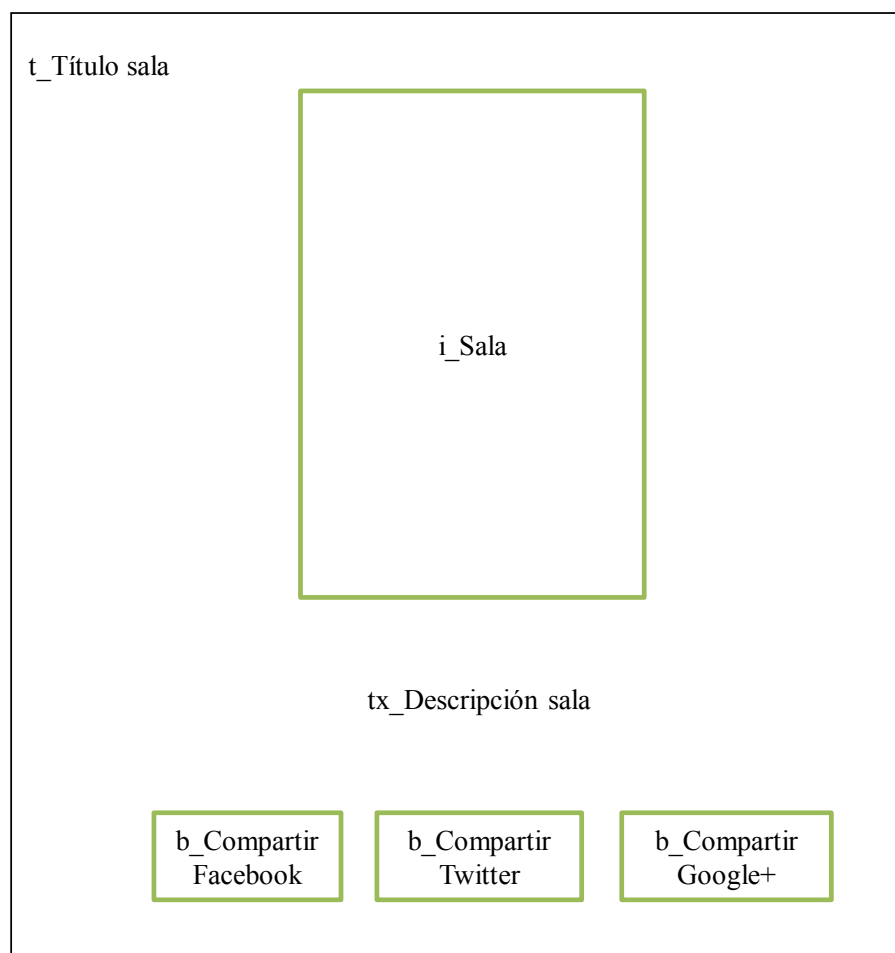 t_Título sala
i_Sala
tx_Descripción sala
b_Compartir
Facebook
b_Compartir
Twitter
b_Compartir
Google+